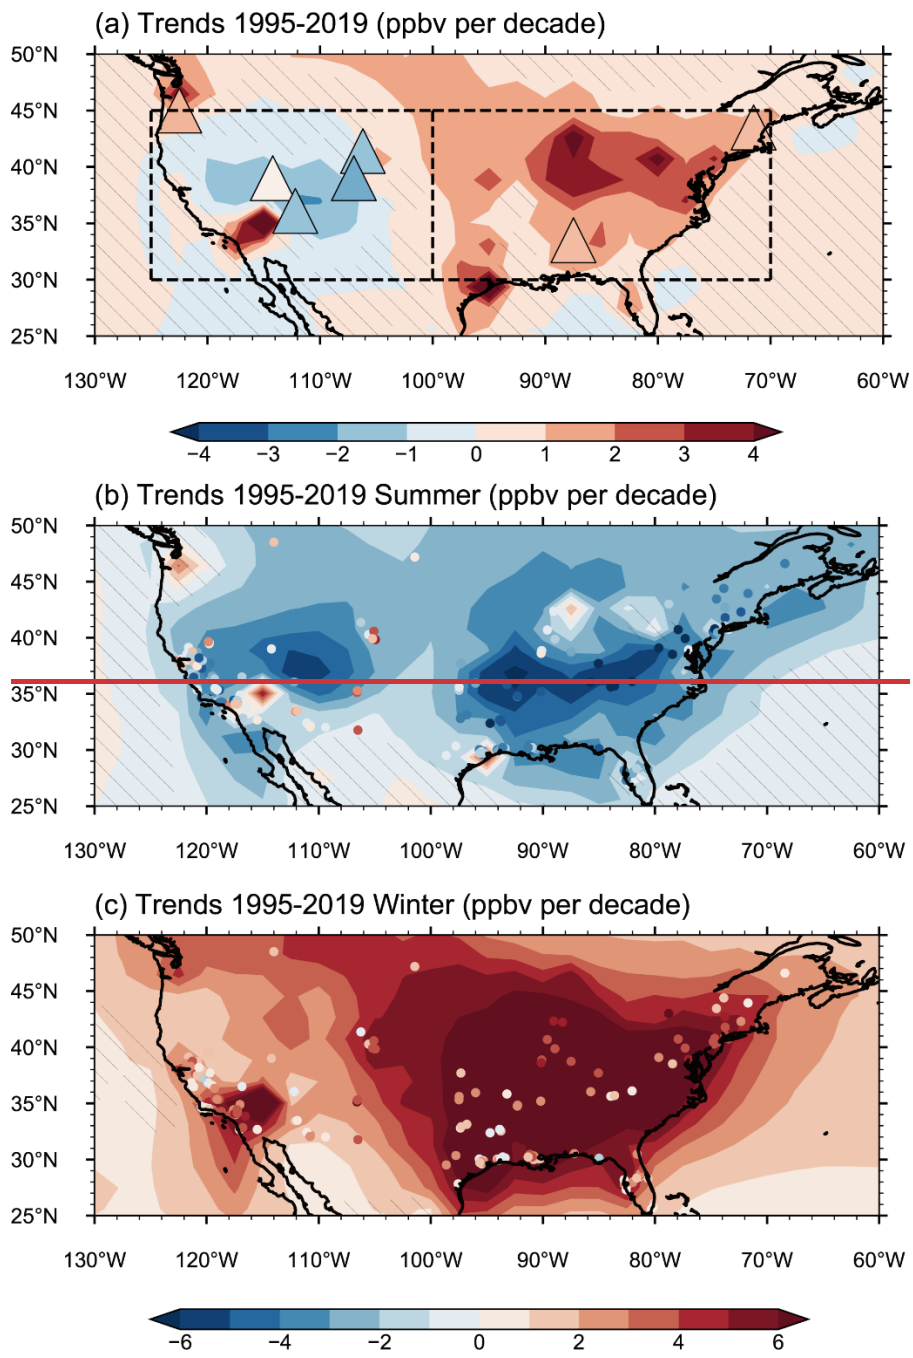 (a) Trends 1995-2019 (ppbv per decade)
50°N
45°N
40°N
35°N
30°N
25°N
130°W 120°W 110°W 100°W 90°W 80°W 70°W 60°W
−4 −3 −2 −1 0 1 2 3 4
(b) Trends 1995-2019 Summer (ppbv per decade)
50°N
45°N
40°N
35°N
30°N
25°N
130°W 120°W 110°W 100°W 90°W 80°W 70°W 60°W
(c) Trends 1995-2019 Winter (ppbv per decade)
50°N
45°N
40°N
35°N
30°N
25°N
130°W 120°W 110°W 100°W 90°W 80°W 70°W 60°W
−6 −4 −2 0 2 4 6